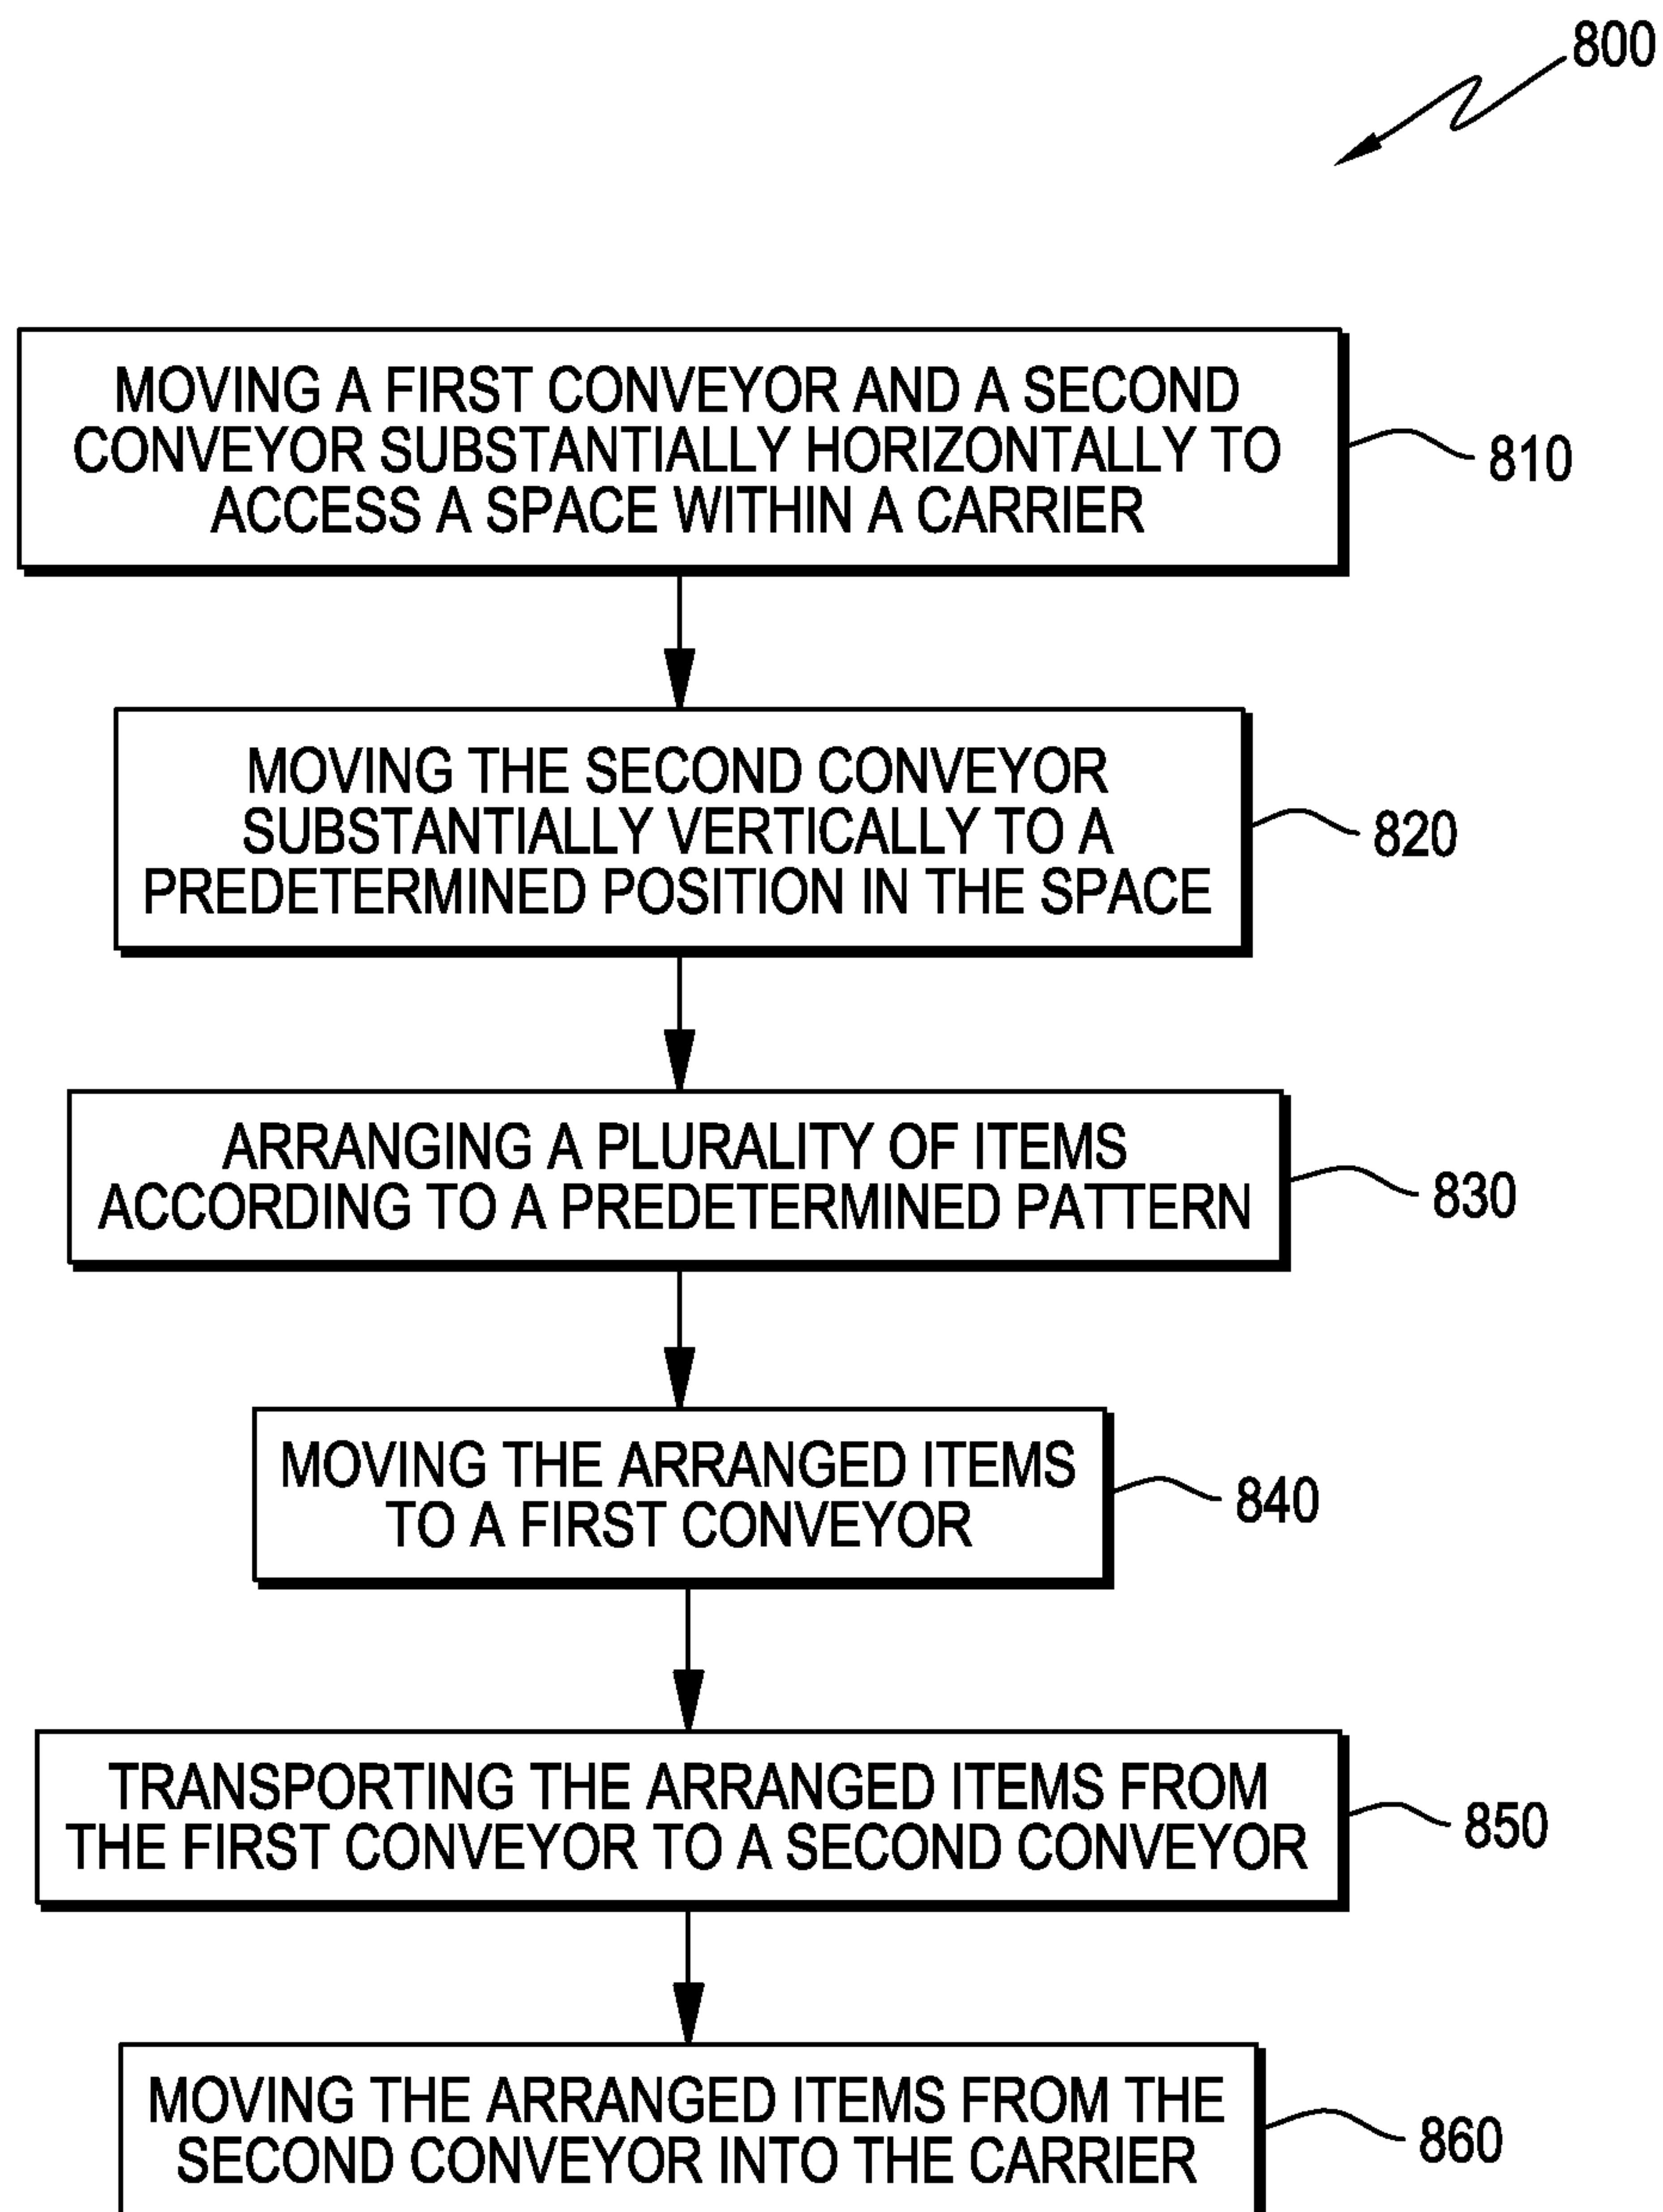 800
MOVING A FIRST CONVEYOR AND A SECOND
CONVEYOR SUBSTANTIALLY HORIZONTALLY TO
ACCESS A SPACE WITHIN A CARRIER
810
MOVING THE SECOND CONVEYOR
SUBSTANTIALLY VERTICALLY TO A
PREDETERMINED POSITION IN THE SPACE
820
ARRANGING A PLURALITY OF ITEMS
ACCORDING TO A PREDETERMINED PATTERN
830
MOVING THE ARRANGED ITEMS
TO A FIRST CONVEYOR
840
TRANSPORTING THE ARRANGED ITEMS FROM
THE FIRST CONVEYOR TO A SECOND CONVEYOR
850
MOVING THE ARRANGED ITEMS FROM THE
SECOND CONVEYOR INTO THE CARRIER
860